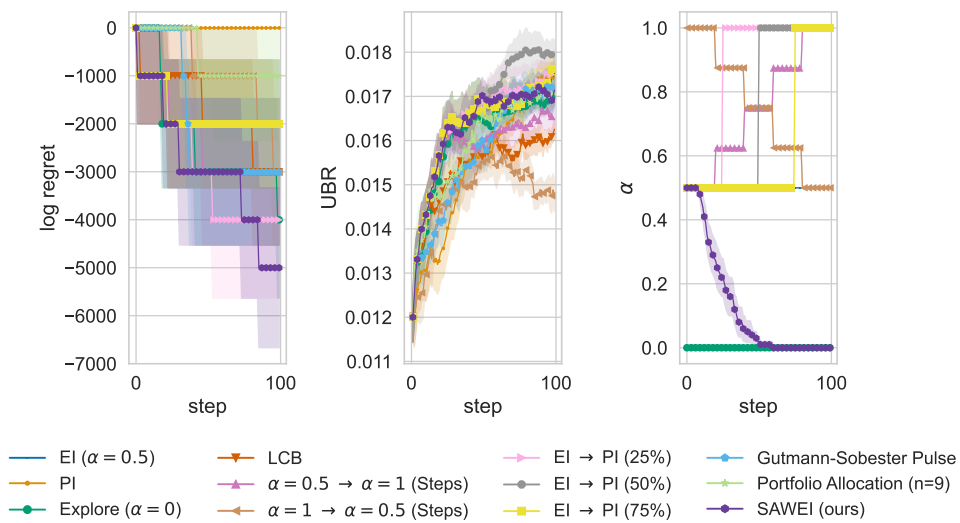 0
−1000
−2000
−3000
−4000
−5000
−6000
−7000
log regret
0
100
step
0.018
0.017
0.016
0.015
0.014
0.013
0.012
0.011
UBR
0
100
step
1.0
0.8
0.6
0.4
0.2
0.0
α
0
100
step
EI (α = 0.5)
PI
Explore (α = 0)
LCB
α = 0.5 → α = 1 (Steps)
α = 1 → α = 0.5 (Steps)
EI → PI (25%)
EI → PI (50%)
EI → PI (75%)
Gutmann-Sobester Pulse
Portfolio Allocation (n=9)
SAWEI (ours)